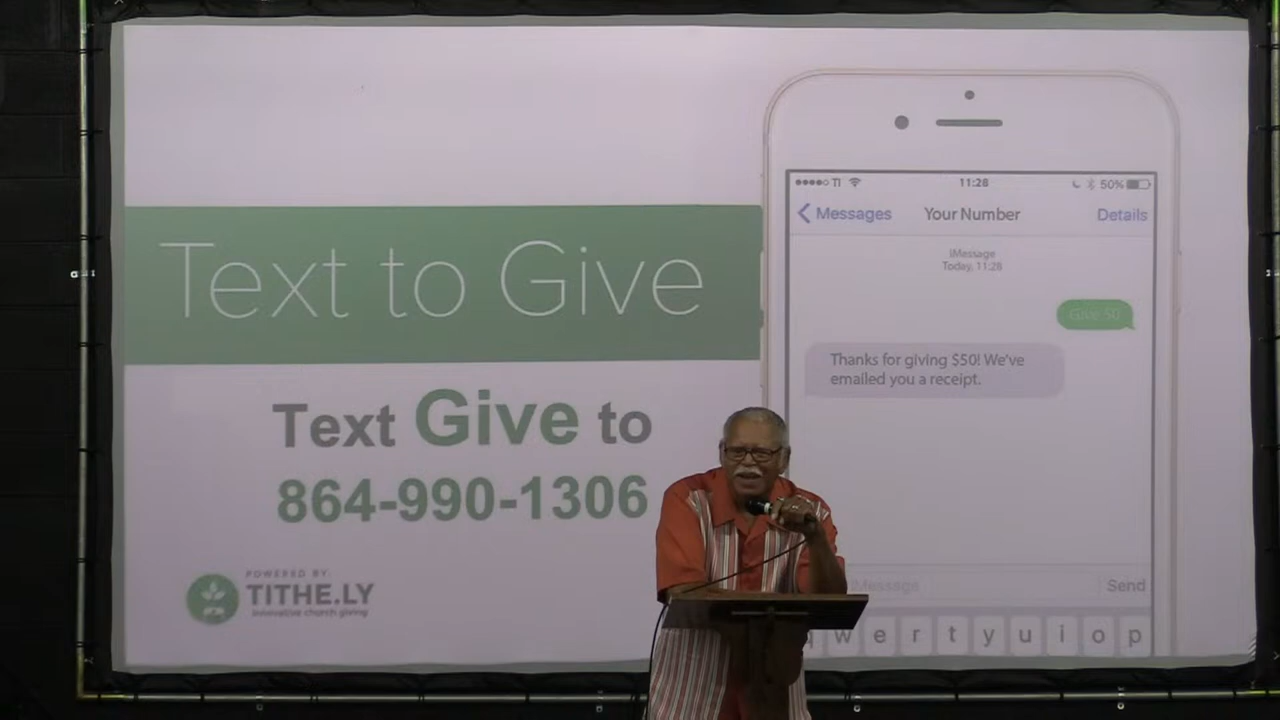 Text to Give
Text Give to
864-990-1306
POWERED BY:
TITHE.LY
innovative church giving
TI 11:28 50%
Messages Your Number Details
iMessage
Today, 11:28
Give 50
Thanks for giving $50! We've
emailed you a receipt.
iMessage Send
w e r t y u i o p